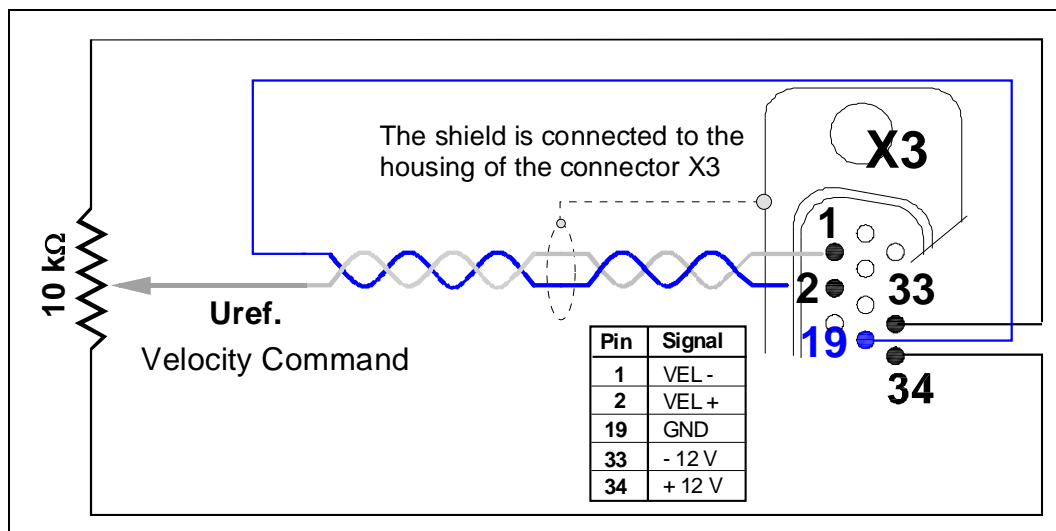 The shield is connected to the
housing of the connector X3
X3
1
2
33
19
34
10 kΩ
Uref.
Velocity Command
Pin Signal
1 VEL -
2 VEL +
19 GND
33 - 12 V
34 + 12 V